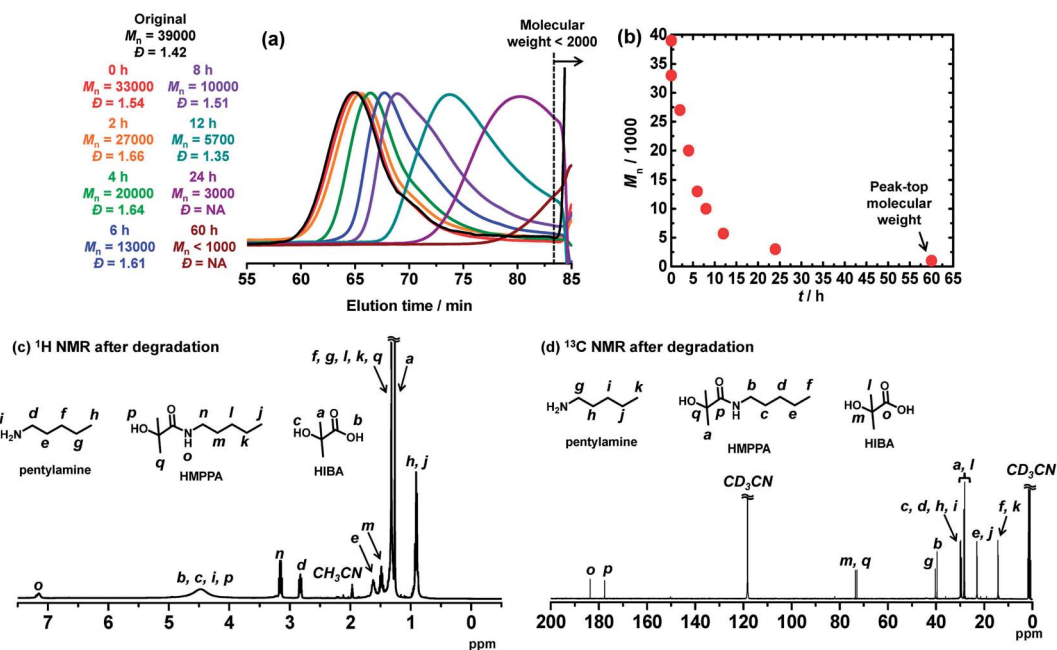 Original
Mn = 39000
Đ = 1.42
0 h
Mn = 33000
Đ = 1.54
2 h
Mn = 27000
Đ = 1.66
4 h
Mn = 20000
Đ = 1.64
6 h
Mn = 13000
Đ = 1.61
8 h
Mn = 10000
Đ = 1.51
12 h
Mn = 5700
Đ = 1.35
24 h
Mn = 3000
Đ = NA
60 h
Mn < 1000
Đ = NA
(a)
Molecular
weight < 2000
55 60 65 70 75 80 85
Elution time / min
(b)
Mn / 1000
40
35
30
25
20
15
10
5
0
Peak-top
molecular
weight
0 5 10 15 20 25 30 35 40 45 50 55 60 65
t / h
(c) ¹H NMR after degradation
f, g, l, k, q
a
i d f h
H2N
e g
pentylamine
p O n l j
HO N H
q o m k
HMPPA
a
c O b
HO OH
HIBA
h, j
o
b, c, i, p
n
d
CH3CN
e
m
7 6 5 4 3 2 1 0
ppm
(d) ¹³C NMR after degradation
g i k
H2N
h j
pentylamine
O b d f
HO N H
q p c e
a
HMPPA
l O
HO OH
m o
HIBA
CD3CN
a, l
CD3CN
c, d, h, i
f, k
e, j
b
g
m, q
o
p
200 180 160 140 120 100 80 60 40 20 0
ppm